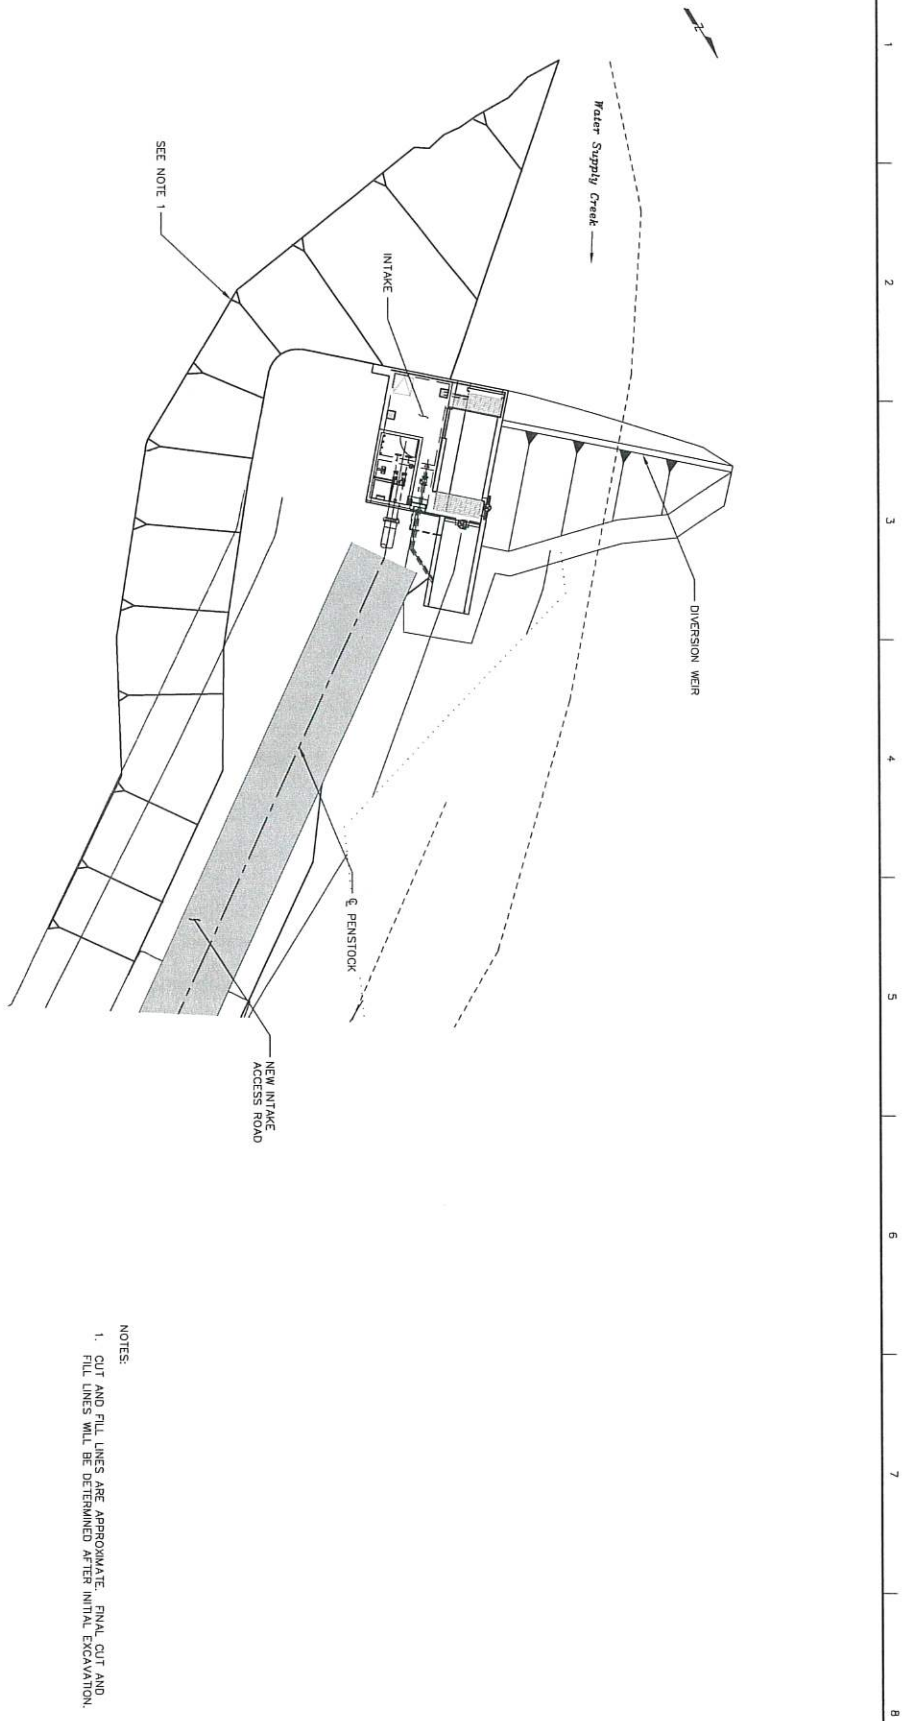 1
2
3
4
5
6
7
8
N
Water Supply Creek
SEE NOTE 1
INTAKE
DIVERSION WEIR
℄ PENSTOCK
NEW INTAKE
ACCESS ROAD
NOTES:
1. CUT AND FILL LINES ARE APPROXIMATE. FINAL CUT AND
FILL LINES WILL BE DETERMINED AFTER INITIAL EXCAVATION.